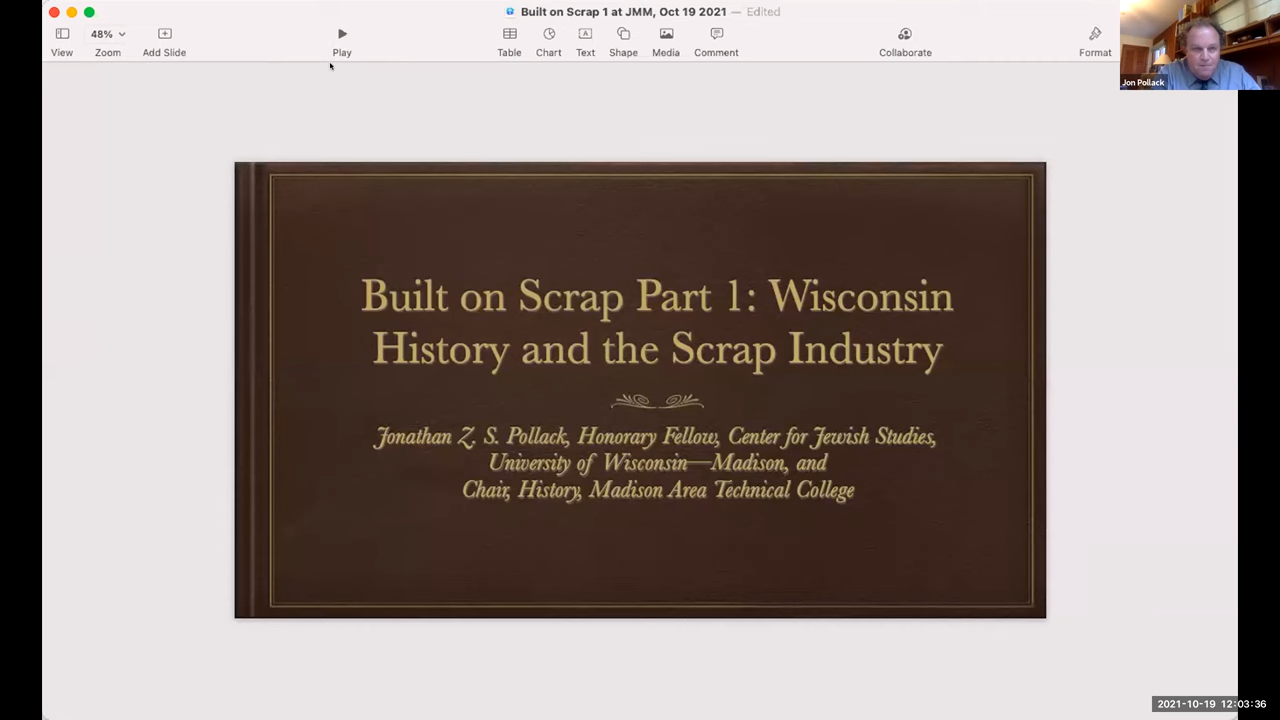 Built on Scrap 1 at JMM, Oct 19 2021 — Edited
48%
View
Zoom
Add Slide
Play
Table
Chart
Text
Shape
Media
Comment
Collaborate
Format
Jon Pollack
Built on Scrap Part 1: Wisconsin
History and the Scrap Industry
Jonathan Z. S. Pollack, Honorary Fellow, Center for Jewish Studies,
University of Wisconsin—Madison, and
Chair, History, Madison Area Technical College
2021-10-19 12:03:36